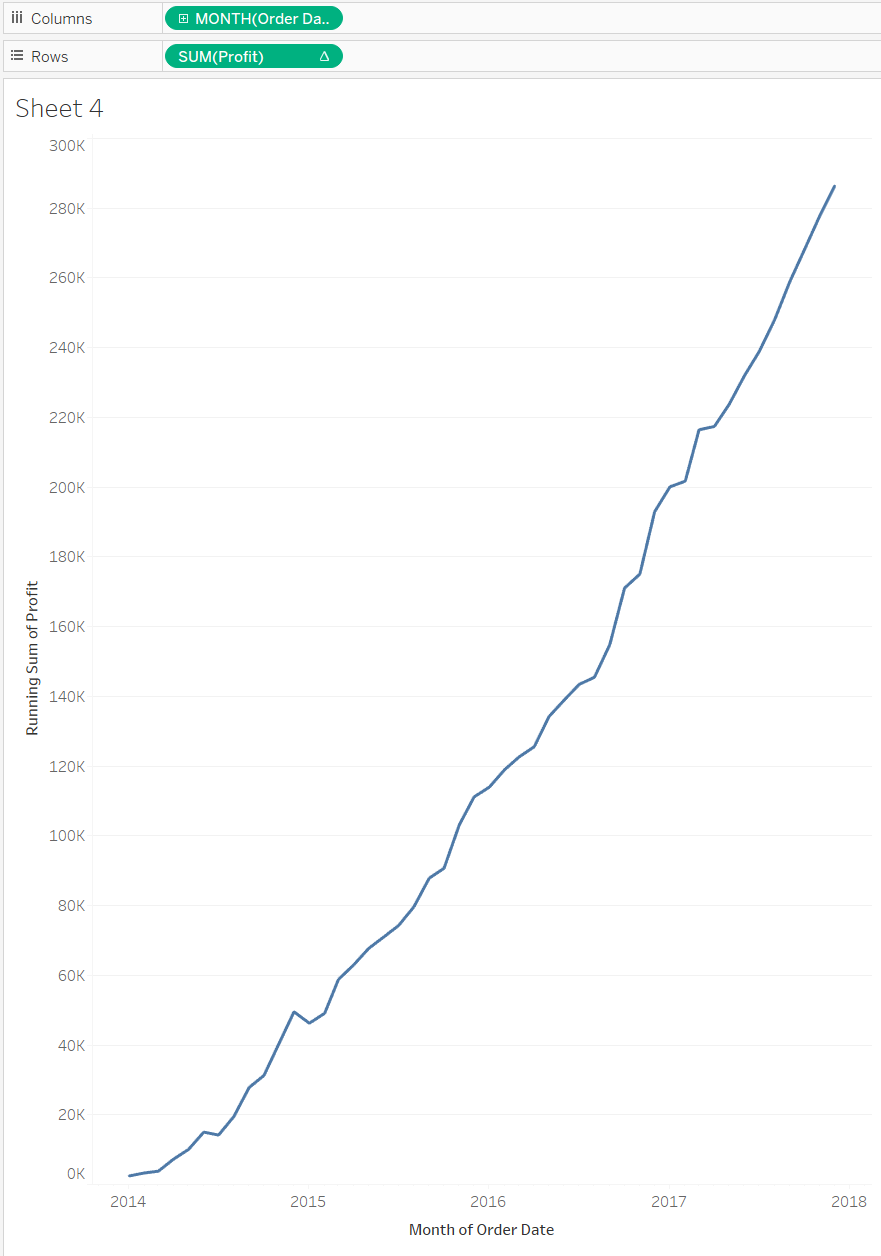 Columns
MONTH(Order Da..
Rows
SUM(Profit) Δ
Sheet 4
300K
280K
260K
240K
220K
200K
180K
160K
140K
120K
100K
80K
60K
40K
20K
0K
Running Sum of Profit
2014 2015 2016 2017 2018
Month of Order Date